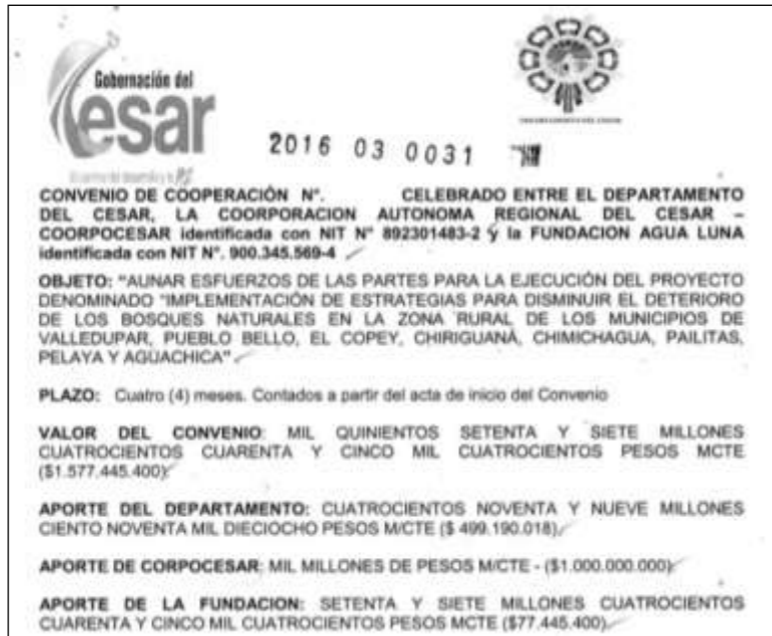 Gobernación del
Cesar
2016 03 0031
CONVENIO DE COOPERACIÓN N°. CELEBRADO ENTRE EL DEPARTAMENTO
DEL CESAR, LA COORPORACION AUTONOMA REGIONAL DEL CESAR –
COORPOCESAR identificada con NIT N° 892301483-2 y la FUNDACION AGUA LUNA
identificada con NIT N°. 900.345.569-4
OBJETO: "AUNAR ESFUERZOS DE LAS PARTES PARA LA EJECUCIÓN DEL PROYECTO
DENOMINADO "IMPLEMENTACIÓN DE ESTRATEGIAS PARA DISMINUIR EL DETERIORO
DE LOS BOSQUES NATURALES EN LA ZONA RURAL DE LOS MUNICIPIOS DE
VALLEDUPAR, PUEBLO BELLO, EL COPEY, CHIRIGUANÁ, CHIMICHAGUA, PAILITAS,
PELAYA Y AGUACHICA"
PLAZO: Cuatro (4) meses. Contados a partir del acta de inicio del Convenio
VALOR DEL CONVENIO: MIL QUINIENTOS SETENTA Y SIETE MILLONES
CUATROCIENTOS CUARENTA Y CINCO MIL CUATROCIENTOS PESOS MCTE
($1.577.445.400)
APORTE DEL DEPARTAMENTO: CUATROCIENTOS NOVENTA Y NUEVE MILLONES
CIENTO NOVENTA MIL DIECIOCHO PESOS M/CTE ($ 499.190.018)
APORTE DE CORPOCESAR: MIL MILLONES DE PESOS M/CTE - ($1.000.000.000)
APORTE DE LA FUNDACION: SETENTA Y SIETE MILLONES CUATROCIENTOS
CUARENTA Y CINCO MIL CUATROCIENTOS PESOS MCTE ($77.445.400)